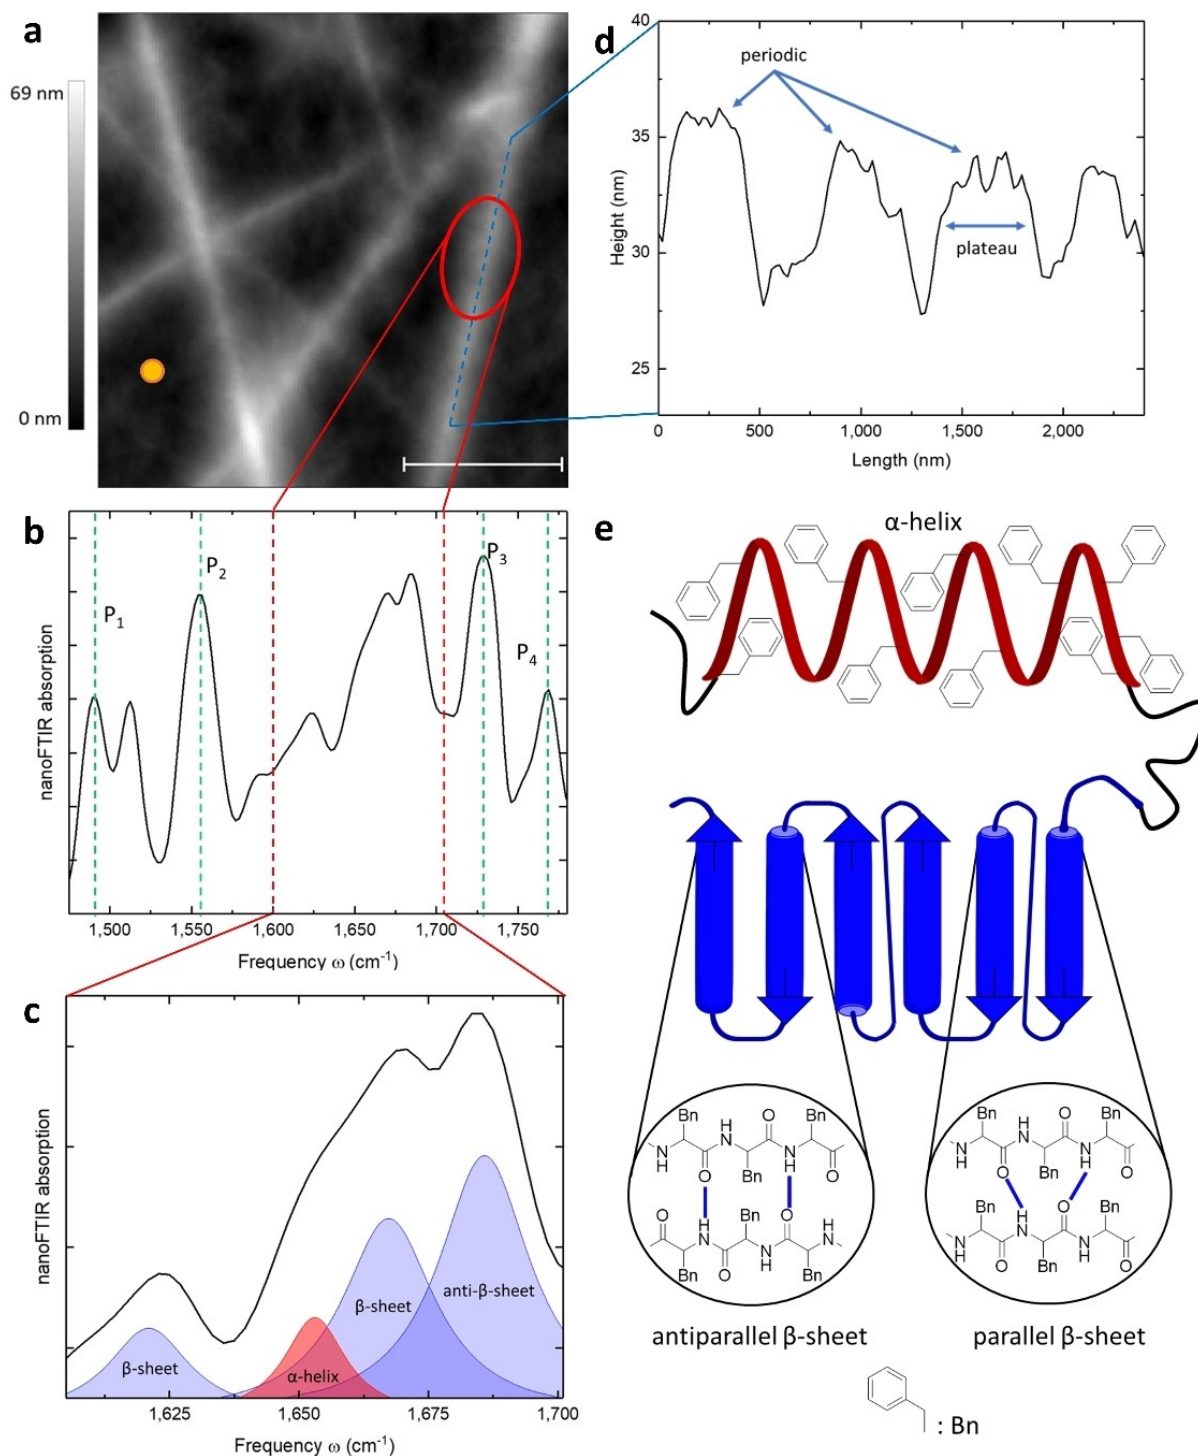 a
69 nm
0 nm
d
40
35
30
25
Height (nm)
periodic
plateau
0
500
1,000
1,500
2,000
Length (nm)
b
P1
P2
P3
P4
nanoFTIR absorption
1,500
1,550
1,600
1,650
1,700
1,750
Frequency ω (cm-1)
c
nanoFTIR absorption
β-sheet
α-helix
β-sheet
anti-β-sheet
1,625
1,650
1,675
1,700
Frequency ω (cm-1)
e
α-helix
Bn
O
Bn
H
N
N
H
O
Bn
N
H
O
O
H
Bn
O
N
N
H
Bn
O
N
H
O
Bn
antiparallel β-sheet
Bn
O
Bn
H
N
N
H
O
Bn
N
H
O
Bn
H
O
Bn
N
N
H
O
Bn
N
H
O
parallel β-sheet
: Bn